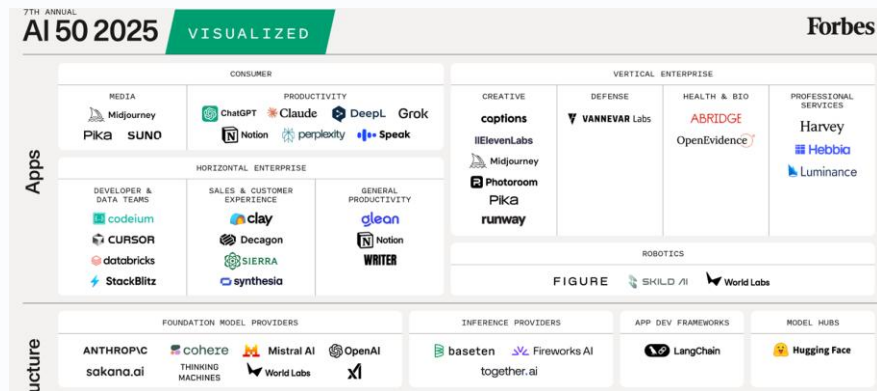 7TH ANNUAL
AI 50 2025
VISUALIZED
Forbes
Apps
CONSUMER
MEDIA
Midjourney
Pika SUNO
PRODUCTIVITY
ChatGPT Claude DeepL Grok
Notion perplexity Speak
HORIZONTAL ENTERPRISE
DEVELOPER &
DATA TEAMS
codeium
CURSOR
databricks
StackBlitz
SALES & CUSTOMER
EXPERIENCE
clay
Decagon
SIERRA
synthesia
GENERAL
PRODUCTIVITY
glean
Notion
WRITER
VERTICAL ENTERPRISE
CREATIVE
captions
IIElevenLabs
Midjourney
Photoroom
Pika
runway
DEFENSE
VANNEVAR Labs
HEALTH & BIO
ABRIDGE
OpenEvidence
PROFESSIONAL
SERVICES
Harvey
Hebbia
Luminance
ROBOTICS
FIGURE SKILD AI World Labs
ucture
FOUNDATION MODEL PROVIDERS
ANTHROP\C cohere Mistral AI OpenAI
sakana.ai THINKING
MACHINES World Labs xI
INFERENCE PROVIDERS
baseten Fireworks AI
together.ai
APP DEV FRAMEWORKS
LangChain
MODEL HUBS
Hugging Face